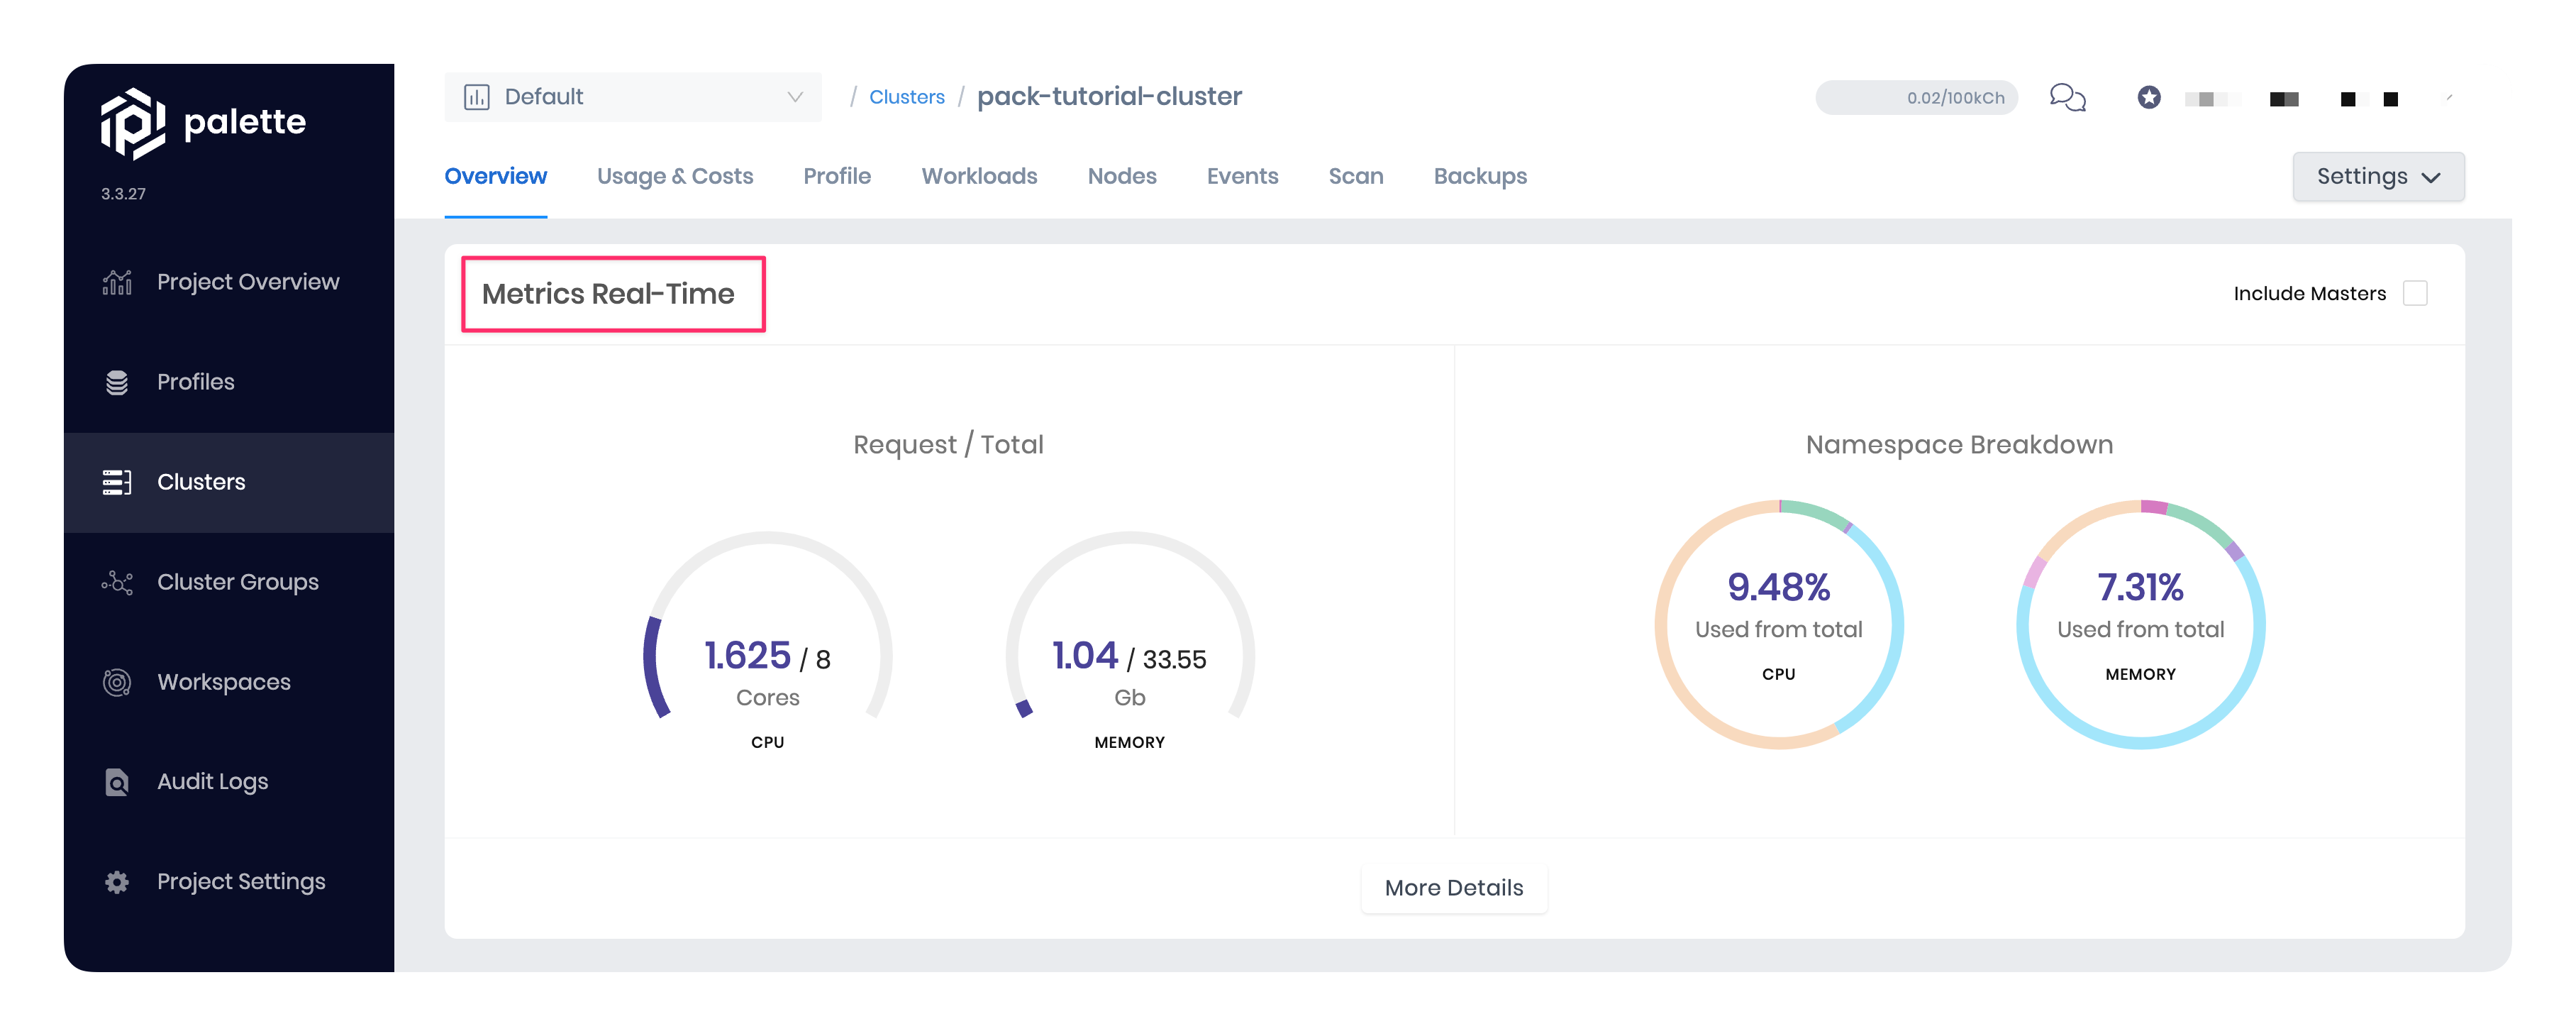 palette
3.3.27
Project Overview
Profiles
Clusters
Cluster Groups
Workspaces
Audit Logs
Project Settings
Default / Clusters / pack-tutorial-cluster
0.02/100kCh
Overview Usage & Costs Profile Workloads Nodes Events Scan Backups
Settings
Metrics Real-Time
Include Masters
Request / Total
1.625 / 8
Cores
CPU
1.04 / 33.55
Gb
MEMORY
Namespace Breakdown
9.48%
Used from total
CPU
7.31%
Used from total
MEMORY
More Details